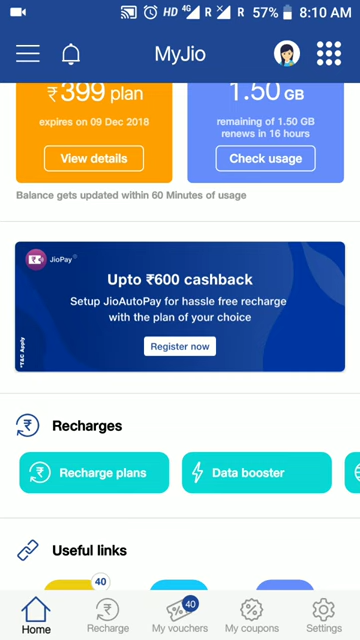 HD 4G R R 57% 8:10 AM
MyJio
₹399 plan
expires on 09 Dec 2018
View details
1.50 GB
remaining of 1.50 GB
renews in 16 hours
Check usage
Balance gets updated within 60 Minutes of usage
JioPay
Upto ₹600 cashback
Setup JioAutoPay for hassle free recharge
with the plan of your choice
Register now
*T&C Apply
Recharges
Recharge plans
Data booster
Useful links
40
Home
Recharge
40
My vouchers
My coupons
Settings